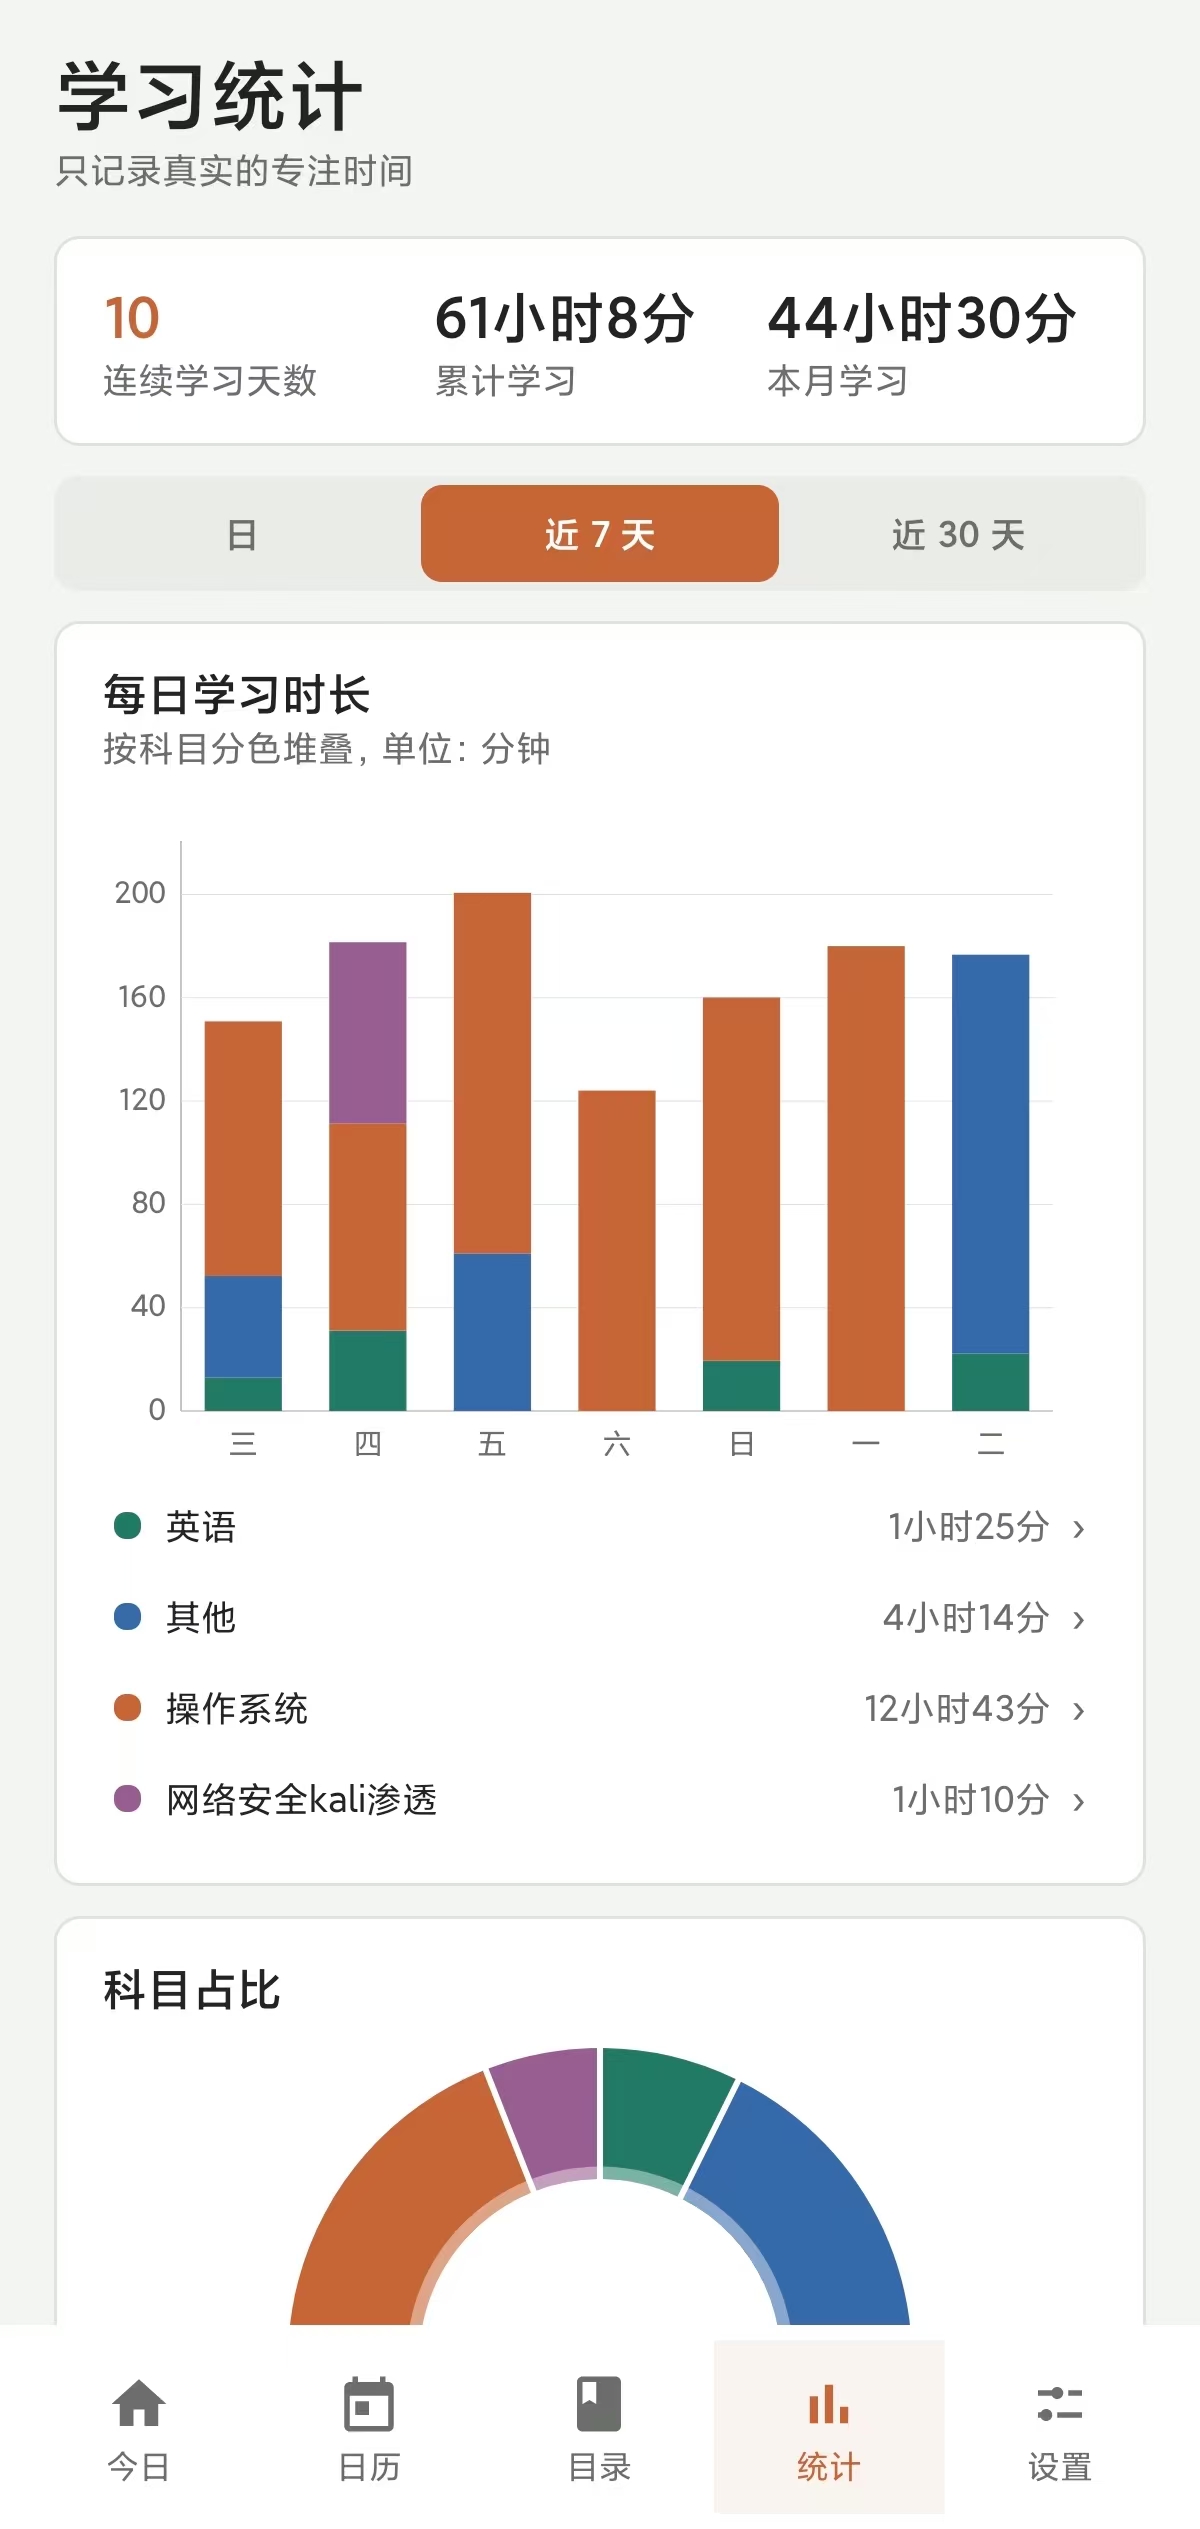 学习统计
只记录真实的专注时间
10
61小时8分
44小时30分
连续学习天数
累计学习
本月学习
日
近 7 天
近 30 天
每日学习时长
按科目分色堆叠, 单位: 分钟
200
160
120
80
40
0
三
四
五
六
日
一
二
英语
1小时25分 ›
其他
4小时14分 ›
操作系统
12小时43分 ›
网络安全kali渗透
1小时10分 ›
科目占比
今日
日历
目录
统计
设置